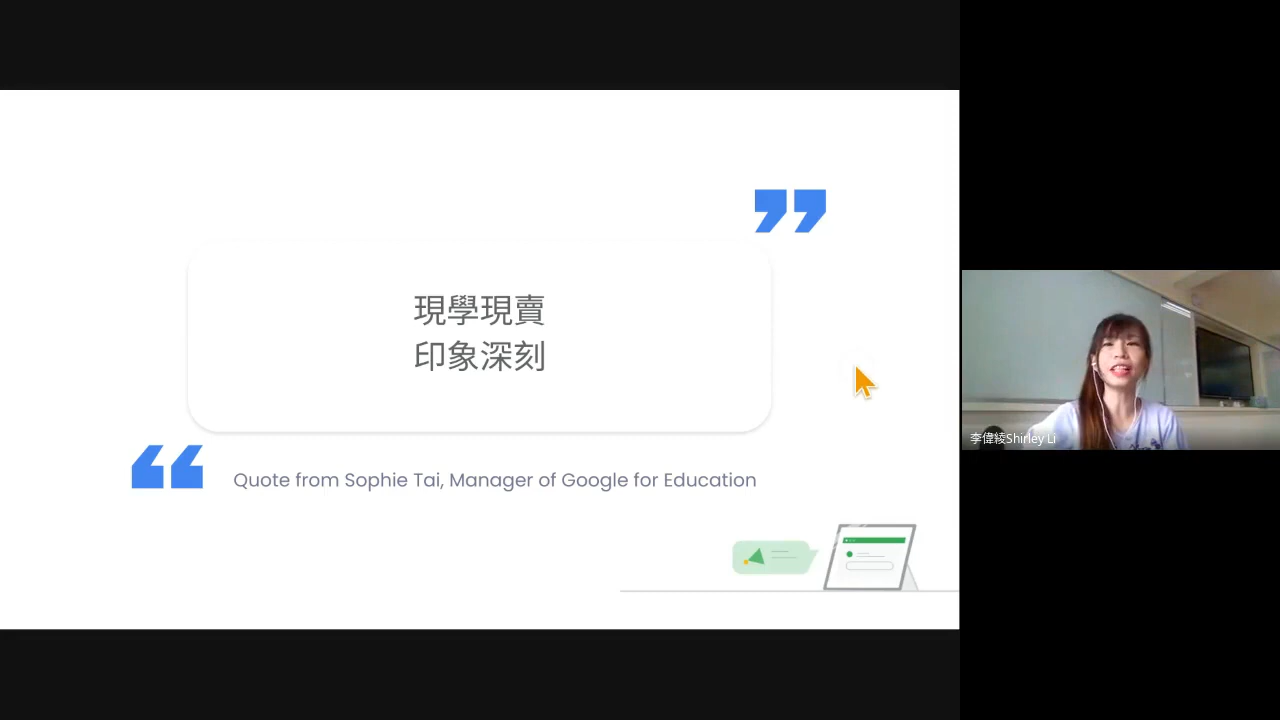 現學現賣
印象深刻
Quote from Sophie Tai, Manager of Google for Education
李偉綾Shirley Li